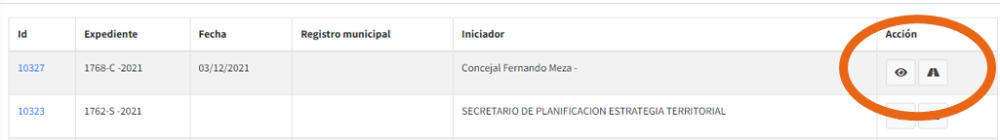 Id Expediente Fecha Registro municipal Iniciador Acción
10327 1768-C -2021 03/12/2021 Concejal Fernando Meza -
10323 1762-S -2021 SECRETARIO DE PLANIFICACION ESTRATEGIA TERRITORIAL